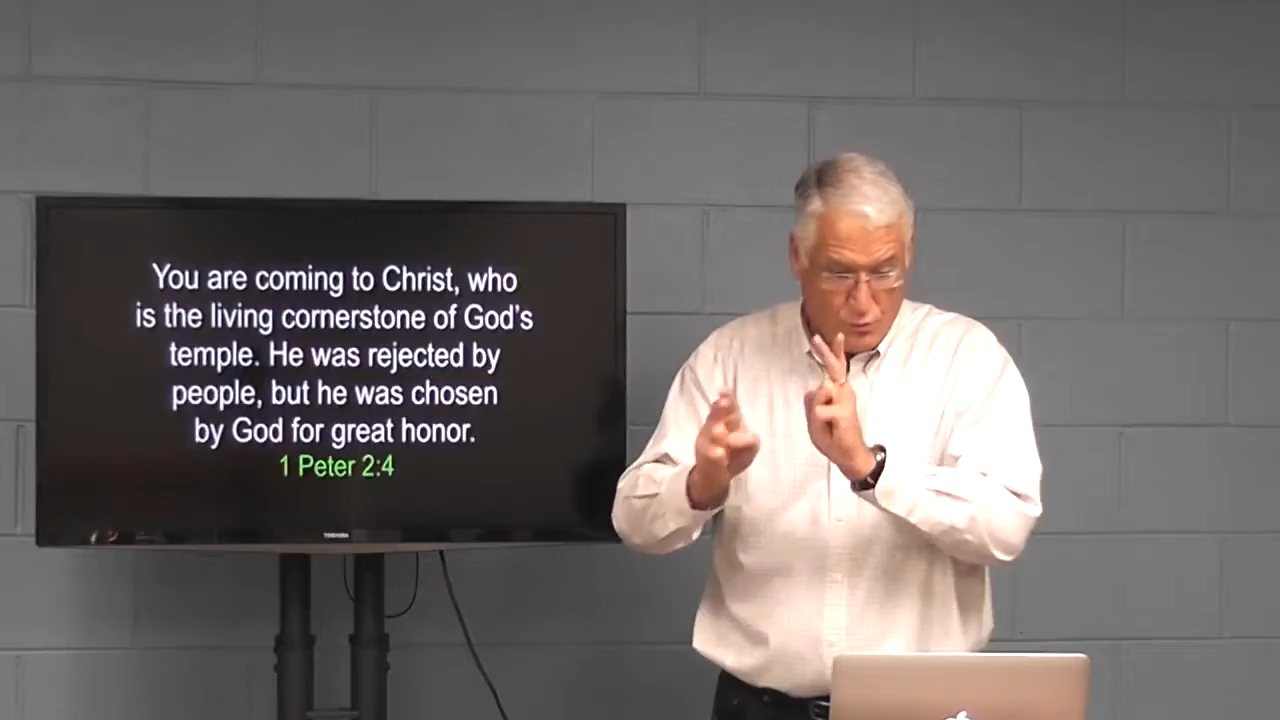 You are coming to Christ, who
is the living cornerstone of God's
temple. He was rejected by
people, but he was chosen
by God for great honor.
1 Peter 2:4
TOSHIBA